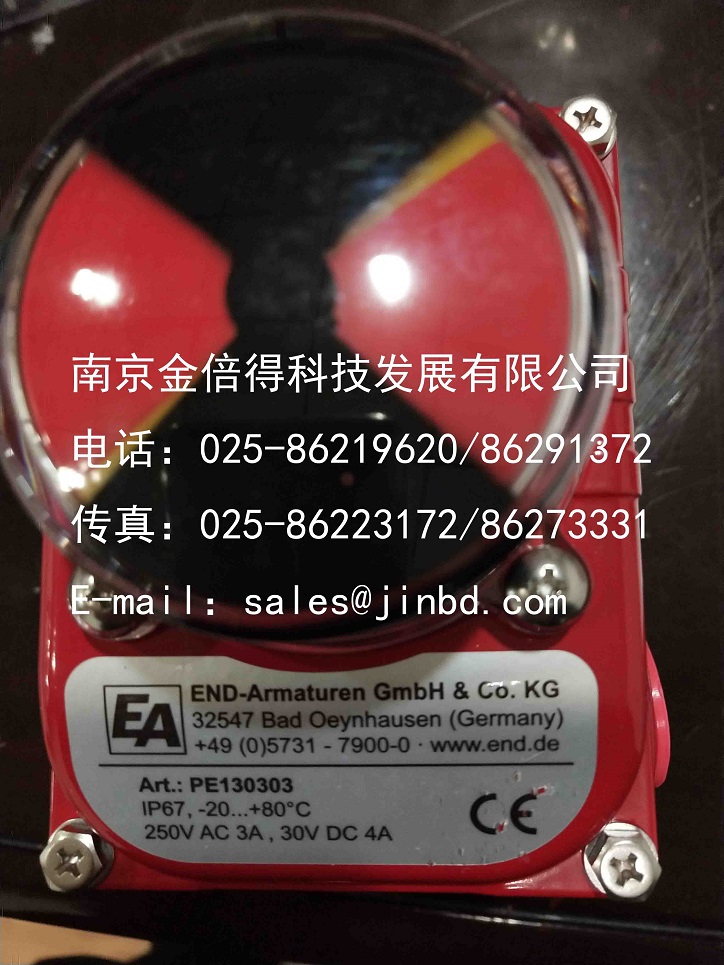 南京金倍得科技发展有限公司
电话：025-86219620/86291372
传真：025-86223172/86273331
E-mail：sales@jinbd.com
EA
END-Armaturen GmbH & Co. KG
32547 Bad Oeynhausen (Germany)
+49 (0)5731 - 7900-0 · www.end.de
Art.: PE130303
IP67, -20...+80°C
250V AC 3A , 30V DC 4A
CE